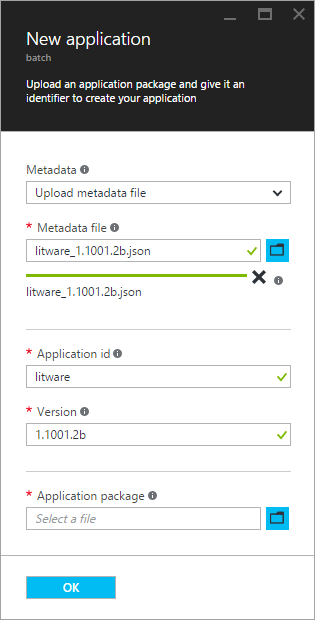 New application
batch
Upload an application package and give it an
identifier to create your application
Metadata
Upload metadata file
* Metadata file
litware_1.1001.2b.json
litware_1.1001.2b.json
* Application id
litware
* Version
1.1001.2b
* Application package
Select a file
OK